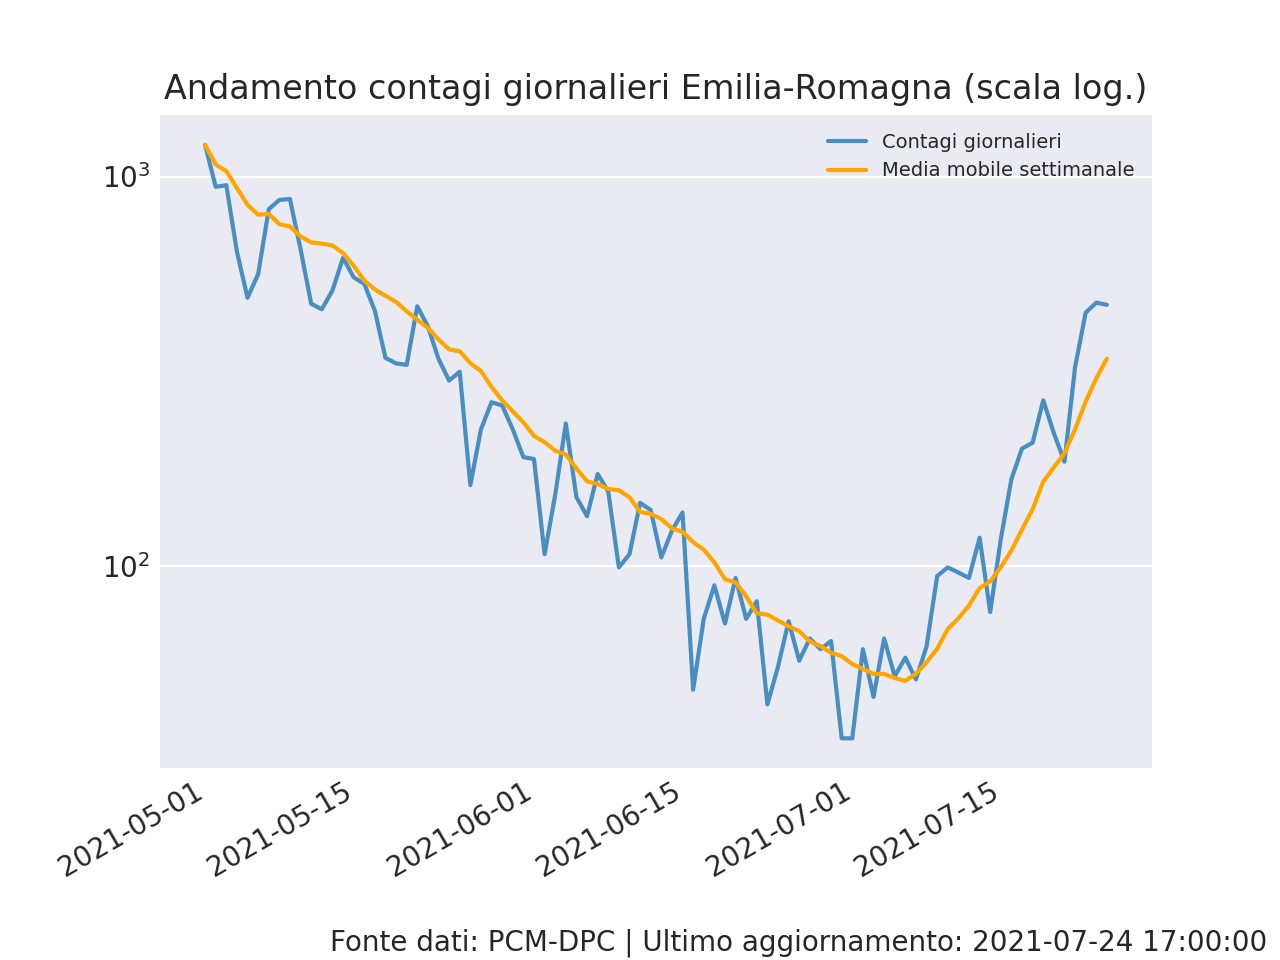 Andamento contagi giornalieri Emilia-Romagna (scala log.)
Contagi giornalieri
Media mobile settimanale
10³
10²
2021-05-01
2021-05-15
2021-06-01
2021-06-15
2021-07-01
2021-07-15
Fonte dati: PCM-DPC | Ultimo aggiornamento: 2021-07-24 17:00:00